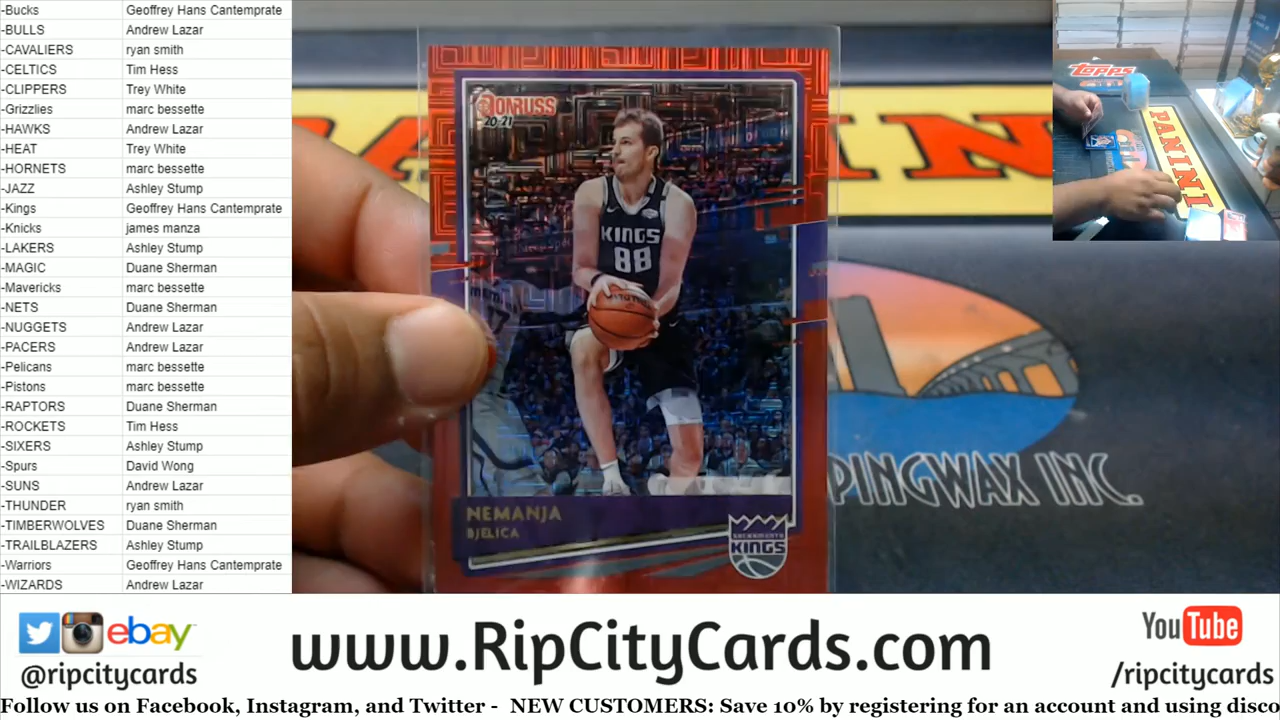 -Bucks Geoffrey Hans Cantemprate
-BULLS Andrew Lazar
-CAVALIERS ryan smith
-CELTICS Tim Hess
-CLIPPERS Trey White
-Grizzlies marc bessette
-HAWKS Andrew Lazar
-HEAT Trey White
-HORNETS marc bessette
-JAZZ Ashley Stump
-Kings Geoffrey Hans Cantemprate
-Knicks james manza
-LAKERS Ashley Stump
-MAGIC Duane Sherman
-Mavericks marc bessette
-NETS Duane Sherman
-NUGGETS Andrew Lazar
-PACERS Andrew Lazar
-Pelicans marc bessette
-Pistons marc bessette
-RAPTORS Duane Sherman
-ROCKETS Tim Hess
-SIXERS Ashley Stump
-Spurs David Wong
-SUNS Andrew Lazar
-THUNDER ryan smith
-TIMBERWOLVES Duane Sherman
-TRAILBLAZERS Ashley Stump
-Warriors Geoffrey Hans Cantemprate
-WIZARDS Andrew Lazar
DONRUSS
20-21
KINGS
88
NEMANJA
BJELICA
SACRAMENTO
KINGS
PINGWAX INC.
Topps
PANINI
ebay
@ripcitycards
www.RipCityCards.com
YouTube
/ripcitycards
Follow us on Facebook, Instagram, and Twitter - NEW CUSTOMERS: Save 10% by registering for an account and using disco